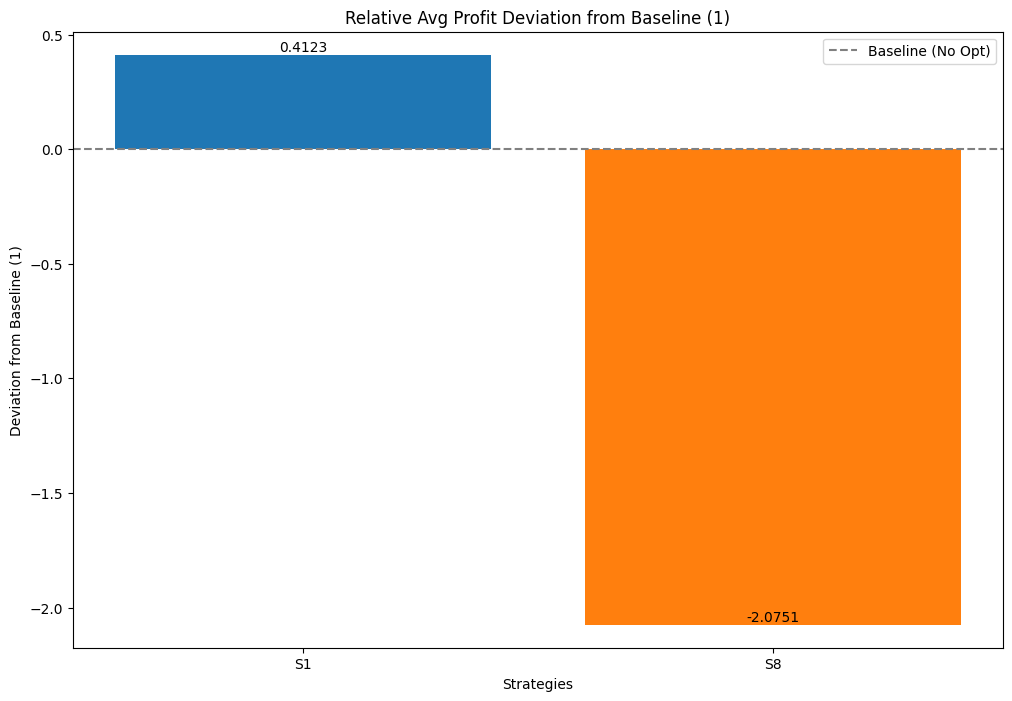 Relative Avg Profit Deviation from Baseline (1)
Baseline (No Opt)
0.4123
-2.0751
Deviation from Baseline (1)
0.5
0.0
−0.5
−1.0
−1.5
−2.0
S1
S8
Strategies